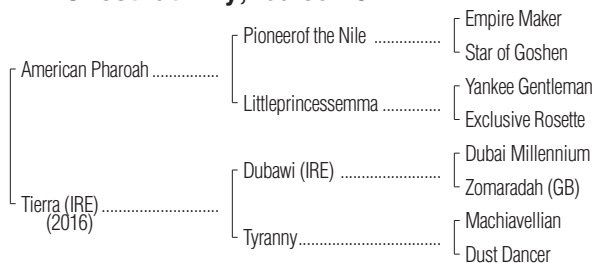 Pioneerof the Nile ................
Empire Maker
Star of Goshen
American Pharoah ................
Littleprincessemma ..............
Yankee Gentleman
Exclusive Rosette
Dubawi (IRE) ........................
Dubai Millennium
Zomaradah (GB)
Tierra (IRE) ............................
(2016)
Tyranny..................................
Machiavellian
Dust Dancer